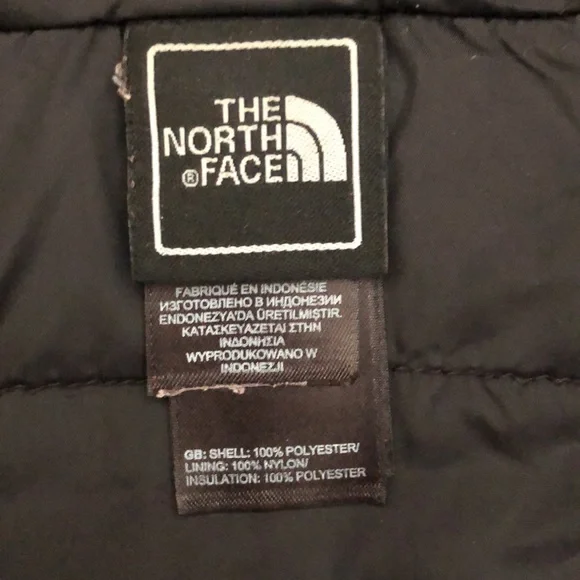 THE
NORTH
®FACE
FABRIQUÉ EN INDONÉSIE
ИЗГОТОВЛЕНО В ИНДОНЕЗИИ
ENDONEZYA'DA ÜRETILMIŞTIR.
ΚΑΤΑΣΚΕΥΑΖΕΤΑΙ ΣΤΗΝ
ΙΝΔΟΝΗΣΙΑ
WYPRODUKOWANO W
INDONEZJI
GB: SHELL: 100% POLYESTER/
LINING: 100% NYLON/
INSULATION: 100% POLYESTER